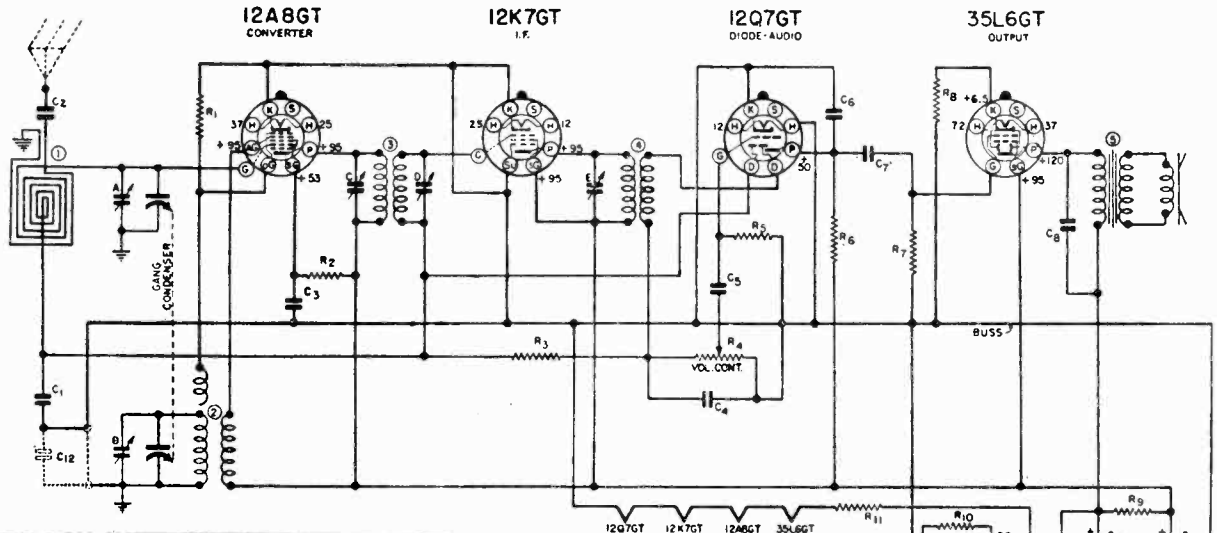 12A8GT
CONVERTER
12K7GT
I.F.
12Q7GT
DIODE-AUDIO
35L6GT
OUTPUT
C2
R1
K
S
37
H
H
25
+95
AG
P
+95
G
GG
SG
+53
1
A
GANG
CONDENSER
3
C
D
R2
C3
K
S
25
H
H
12
G
P
+95
Su
SG
+95
4
E
K
S
12
H
H
G
P
+50
D
D
C6
C7
R5
C5
R6
R7
R8
+6.5
K
S
72
H
H
37
P
+120
G
SG
+95
5
C8
BUSS
R3
R4
VOL. CONT.
C4
C1
2
B
C12
12Q7GT
12K7GT
12A8GT
35L6GT
R11
R10
R9